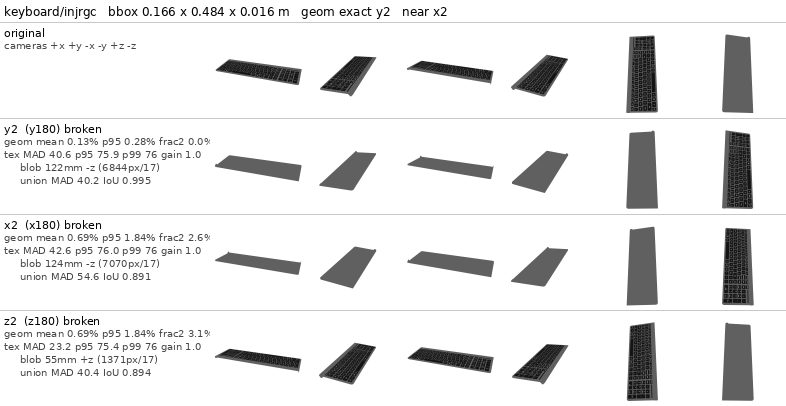 keyboard/injrgc bbox 0.166 x 0.484 x 0.016 m geom exact y2 near x2
original
cameras +x +y -x -y +z -z
y2 (y180) broken
geom mean 0.13% p95 0.28% frac2 0.0%
tex MAD 40.6 p95 75.9 p99 76 gain 1.0
blob 122mm -z (6844px/17)
union MAD 40.2 IoU 0.995
x2 (x180) broken
geom mean 0.69% p95 1.84% frac2 2.6%
tex MAD 42.6 p95 76.0 p99 76 gain 1.0
blob 124mm -z (7070px/17)
union MAD 54.6 IoU 0.891
z2 (z180) broken
geom mean 0.69% p95 1.84% frac2 3.1%
tex MAD 23.2 p95 75.4 p99 76 gain 1.0
blob 55mm +z (1371px/17)
union MAD 40.4 IoU 0.894